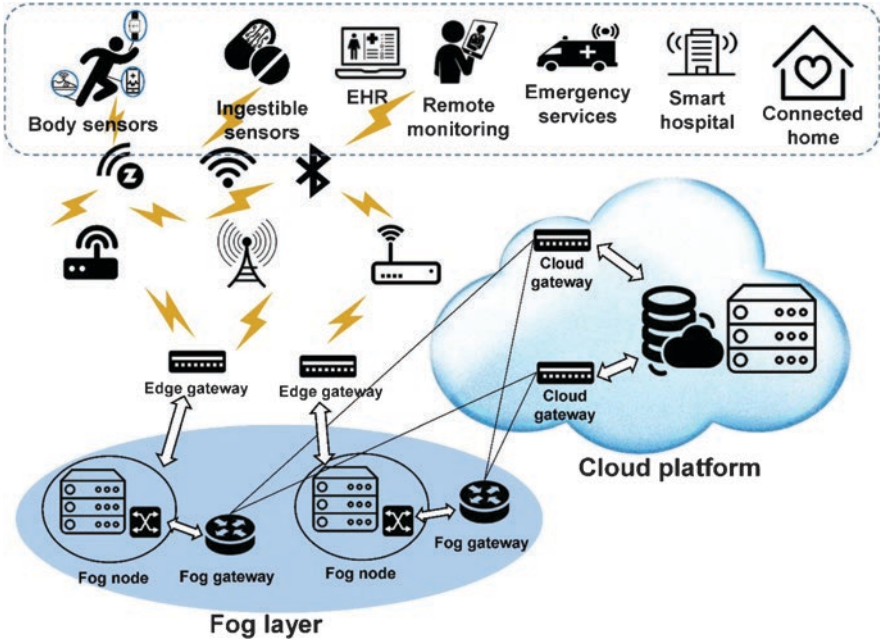 Body sensors
Ingestible
sensors
EHR
Remote
monitoring
Emergency
services
Smart
hospital
Connected
home
Z
Cloud
gateway
Edge gateway
Edge gateway
Cloud
gateway
Cloud platform
Fog node
Fog gateway
Fog node
Fog gateway
Fog layer